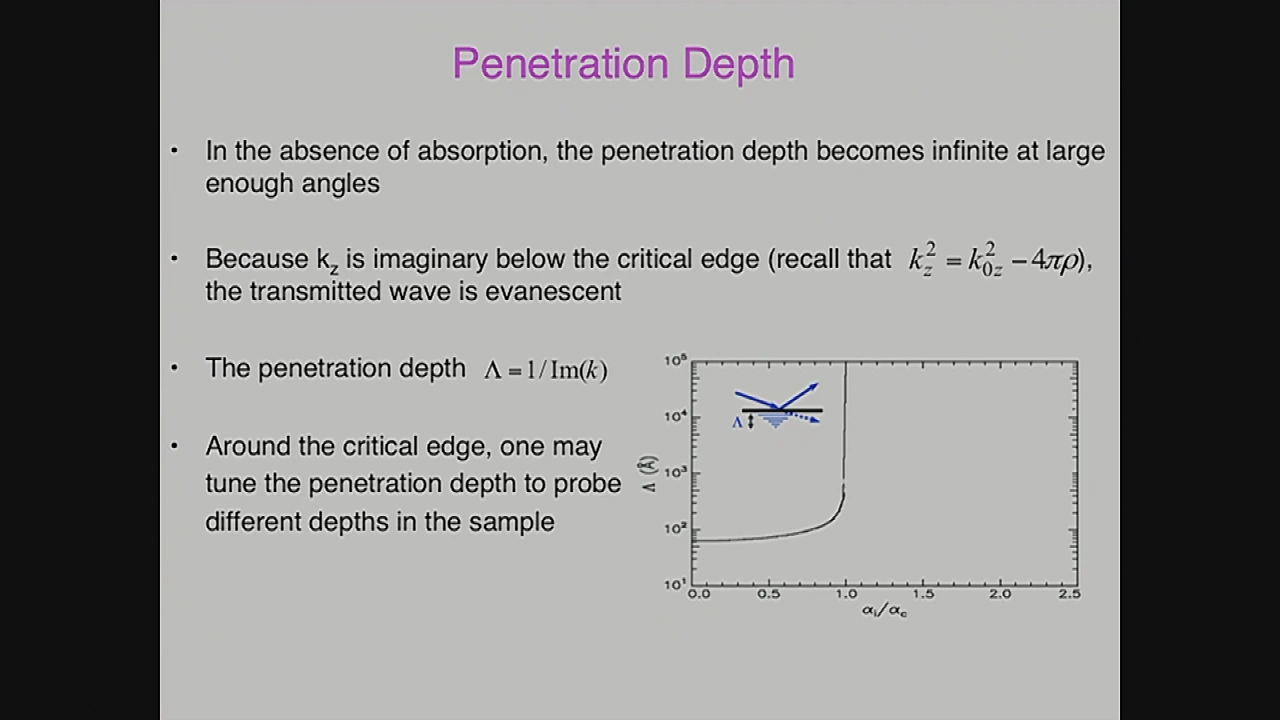 Penetration Depth
• In the absence of absorption, the penetration depth becomes infinite at large
enough angles
• Because k_z is imaginary below the critical edge (recall that k_z^2 = k_{0z}^2 − 4πρ),
the transmitted wave is evanescent
• The penetration depth Λ = 1/Im(k)
• Around the critical edge, one may
tune the penetration depth to probe
different depths in the sample
10^5
10^4
10^3
10^2
10^1
Λ (Å)
Λ
0.0 0.5 1.0 1.5 2.0 2.5
α_i/α_c